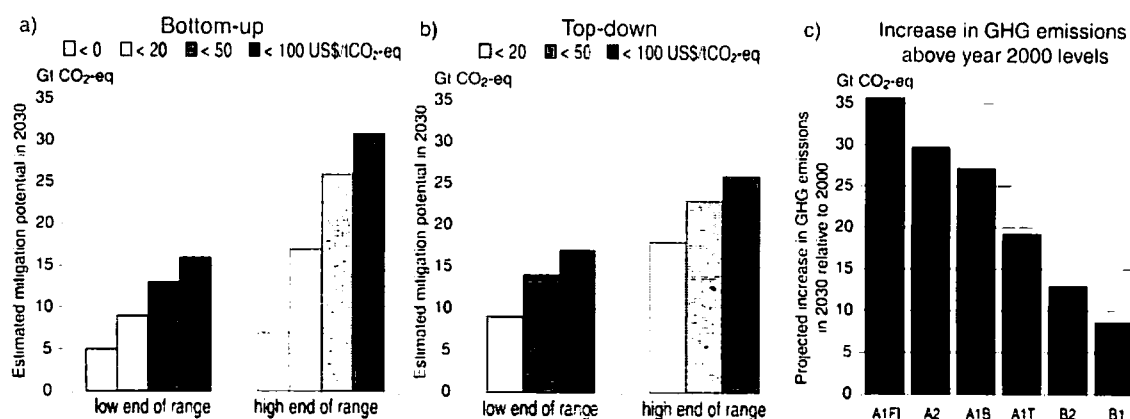 a) Bottom-up
< 0 < 20 < 50 < 100 US$/tCO2-eq
Gt CO2-eq
Estimated mitigation potential in 2030
35
30
25
20
15
10
5
0
low end of range high end of range
b) Top-down
< 20 < 50 < 100 US$/tCO2-eq
Gt CO2-eq
Estimated mitigation potential in 2030
35
30
25
20
15
10
5
0
low end of range high end of range
c) Increase in GHG emissions
above year 2000 levels
Gt CO2-eq
Projected increase in GHG emissions
in 2030 relative to 2000
35
30
25
20
15
10
5
0
A1FI A2 A1B A1T B2 B1